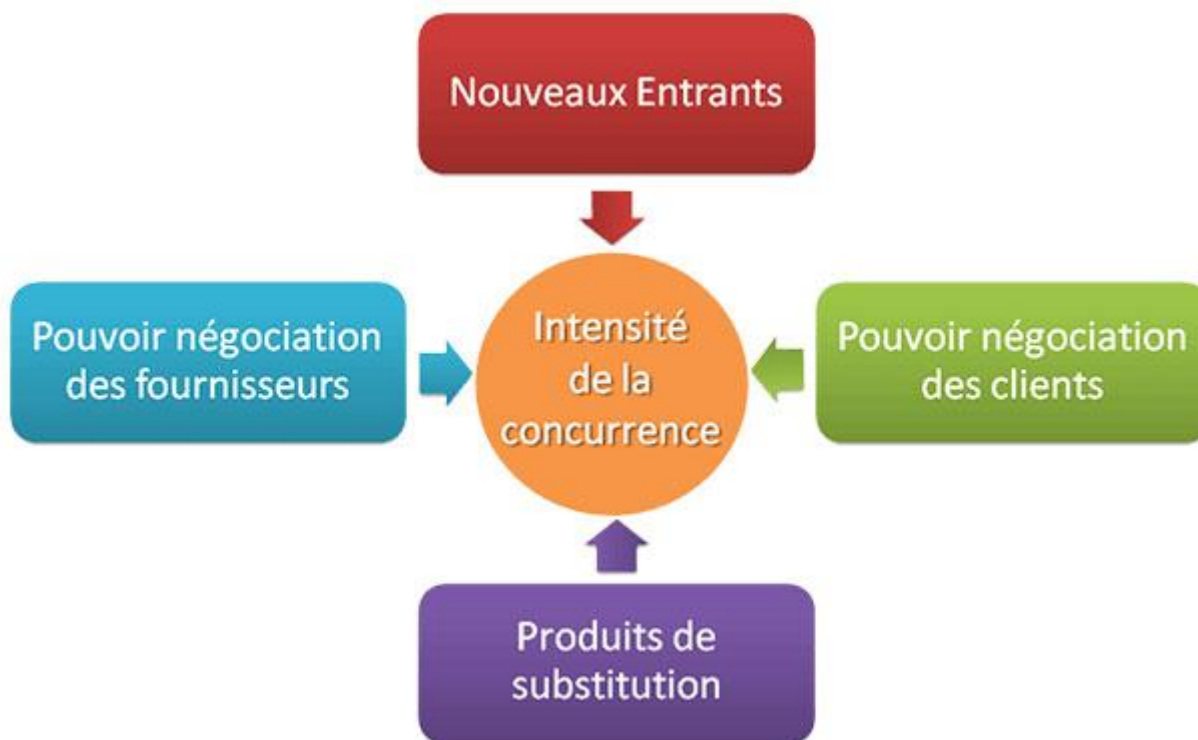 Nouveaux Entrants
Pouvoir négociation
des fournisseurs
Intensité
de la
concurrence
Pouvoir négociation
des clients
Produits de
substitution